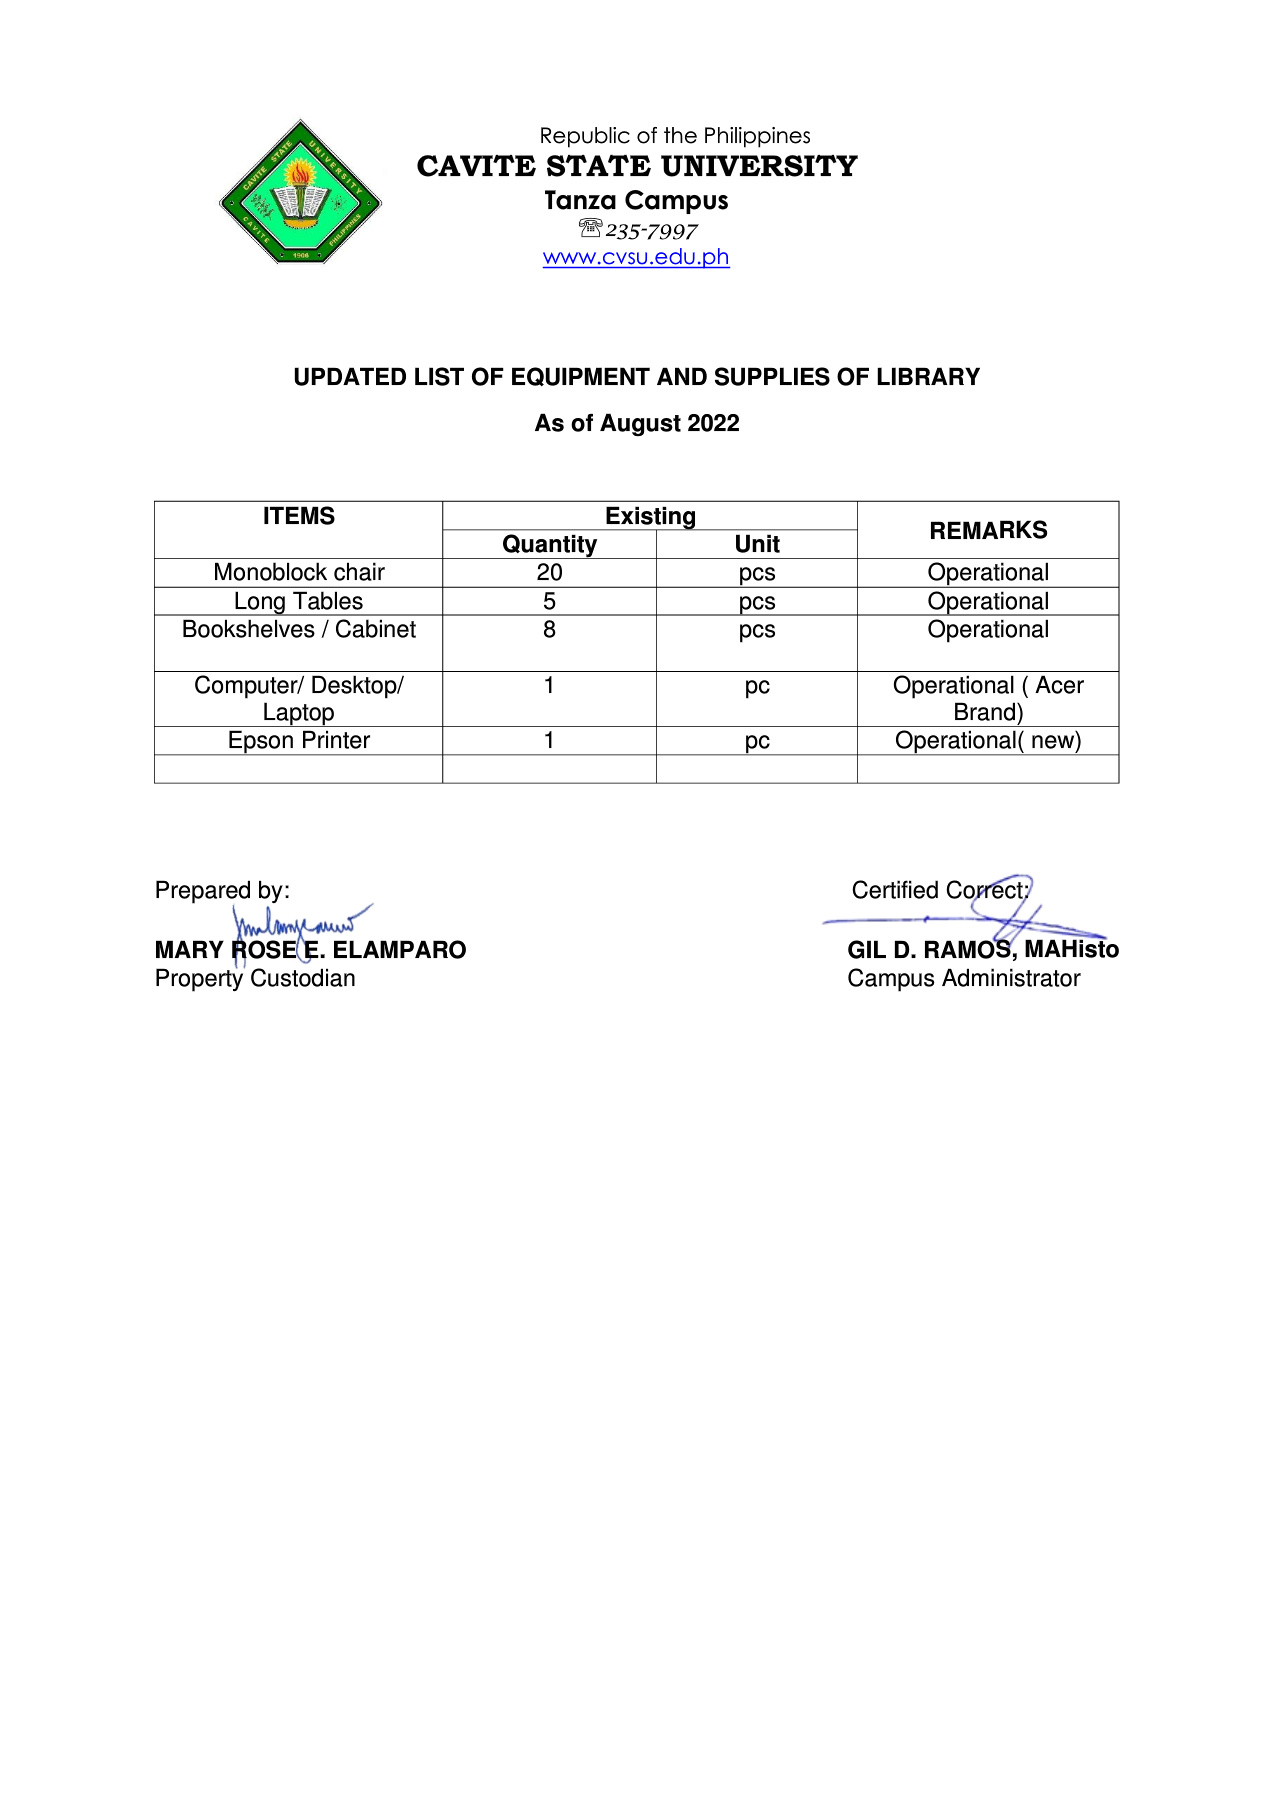 Republic of the Philippines
CAVITE STATE UNIVERSITY
Tanza Campus
☏235-7997
www.cvsu.edu.ph
CAVITE STATE UNIVERSITY
CAVITE PHILIPPINES
1906
UPDATED LIST OF EQUIPMENT AND SUPPLIES OF LIBRARY
As of August 2022
ITEMS Existing REMARKS
Quantity Unit
Monoblock chair 20 pcs Operational
Long Tables 5 pcs Operational
Bookshelves / Cabinet 8 pcs Operational
Computer/ Desktop/ 1 pc Operational ( Acer
Laptop Brand)
Epson Printer 1 pc Operational( new)
Prepared by: Certified Correct:
MARY ROSE E. ELAMPARO GIL D. RAMOS, MAHisto
Property Custodian Campus Administrator